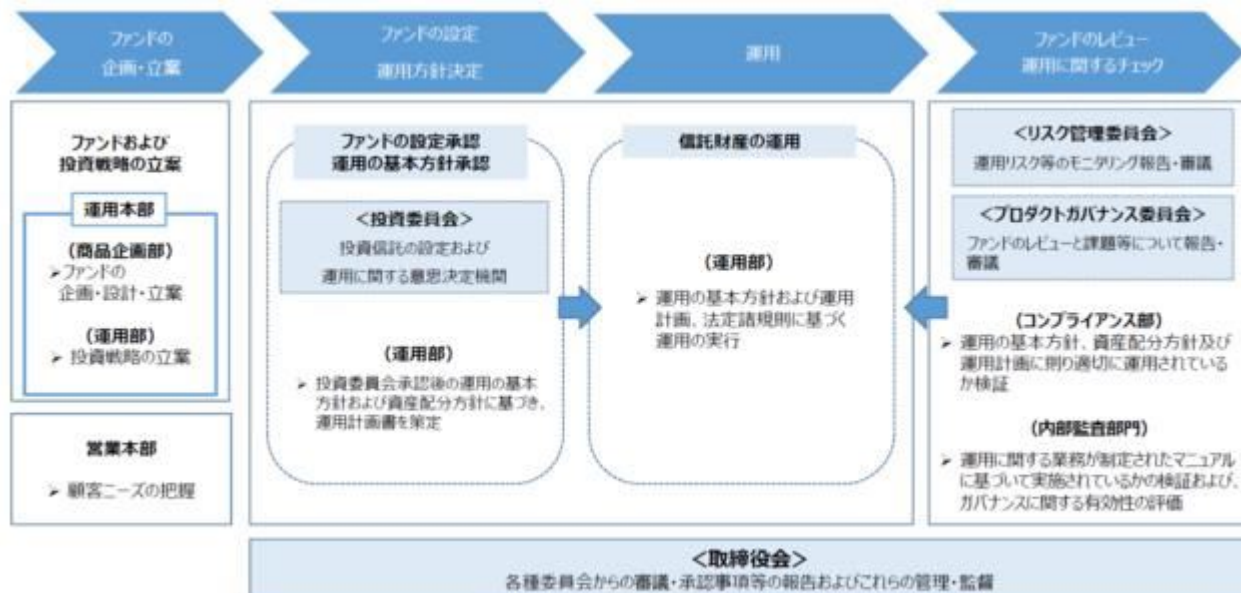 ファンドの
企画・立案
ファンドの設定
運用方針決定
運用
ファンドのレビュー
運用に関するチェック
ファンドおよび
投資戦略の立案
運用本部
(商品企画部)
➢ファンドの
企画・設計・立案
(運用部)
➢ 投資戦略の立案
営業本部
➢ 顧客ニーズの把握
ファンドの設定承認
運用の基本方針承認
<投資委員会>
投資信託の設定および
運用に関する意思決定機関
(運用部)
➢ 投資委員会承認後の運用の基本
方針および資産配分方針に基づき、
運用計画書を策定
信託財産の運用
(運用部)
➢ 運用の基本方針および運用
計画、法定諸規則に基づく
運用の実行
<リスク管理委員会>
運用リスク等のモニタリング報告・審議
<プロダクトガバナンス委員会>
ファンドのレビューと課題等について報告・
審議
(コンプライアンス部)
➢ 運用の基本方針、資産配分方針及び
運用計画に則り適切に運用されている
か検証
(内部監査部門)
➢ 運用に関する業務が制定されたマニュアル
に基づいて実施されているかの検証および、
ガバナンスに関する有効性の評価
<取締役会>
各種委員会からの審議・承認事項等の報告およびこれらの管理・監督